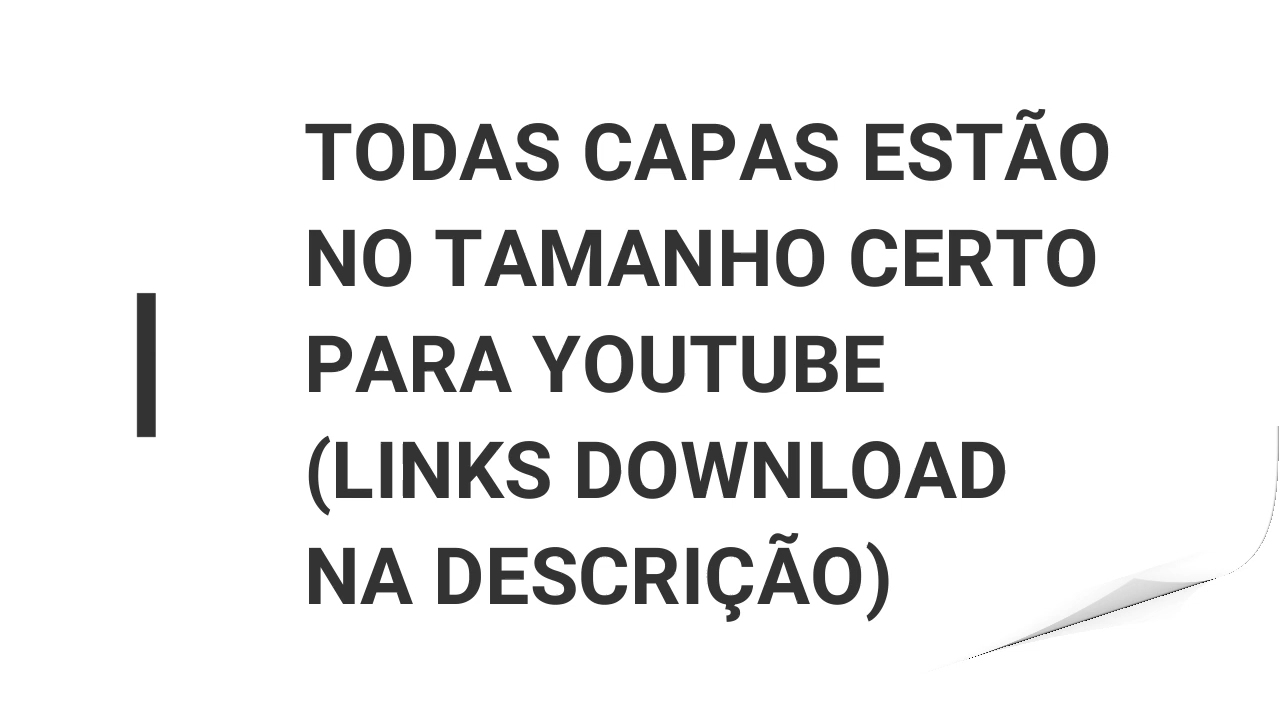 TODAS CAPAS ESTÃO
NO TAMANHO CERTO
PARA YOUTUBE
(LINKS DOWNLOAD
NA DESCRIÇÃO)